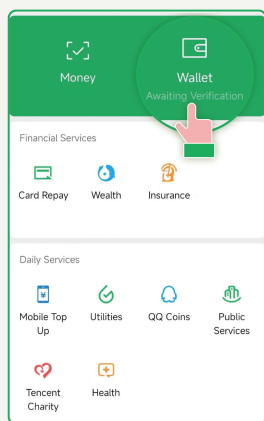 Money
Wallet
Awaiting Verification
Financial Services
Card Repay
Wealth
Insurance
Daily Services
Mobile Top
Up
Utilities
QQ Coins
Public
Services
Tencent
Charity
Health